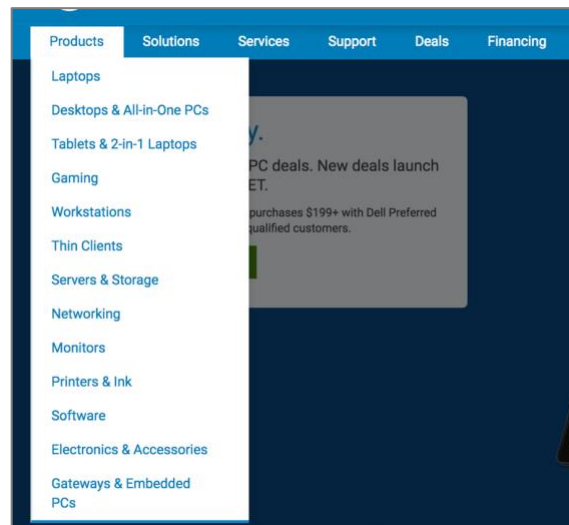 Products
Solutions
Services
Support
Deals
Financing
Laptops
Desktops & All-in-One PCs
Tablets & 2-in-1 Laptops
Gaming
Workstations
Thin Clients
Servers & Storage
Networking
Monitors
Printers & Ink
Software
Electronics & Accessories
Gateways & Embedded
PCs
y.
PC deals. New deals launch
ET.
purchases $199+ with Dell Preferred
qualified customers.